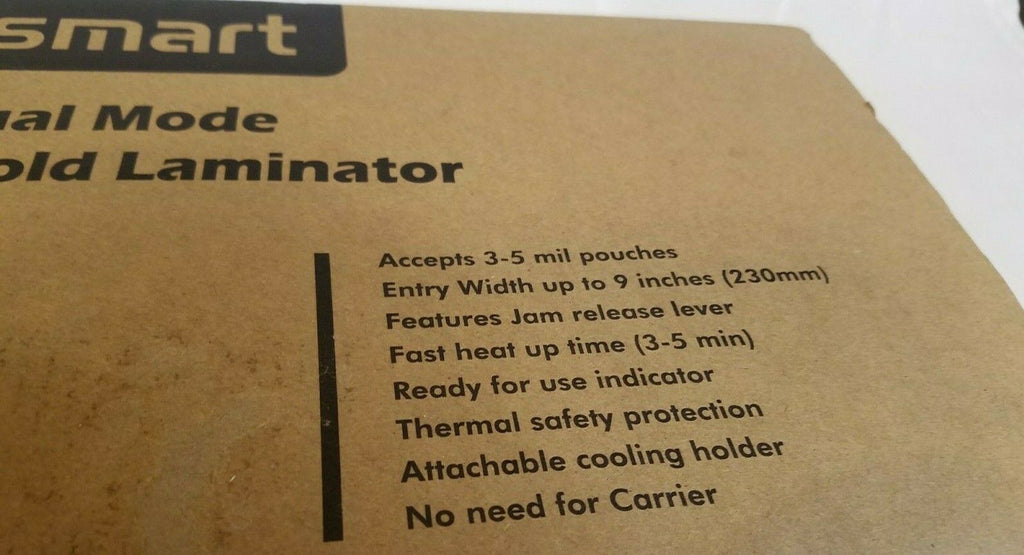 smart
Mode
Laminator
Accepts 3-5 mil pouches
Entry Width up to 9 inches (230mm)
Features Jam release lever
Fast heat up time (3-5 min)
Ready for use indicator
Thermal safety protection
Attachable cooling holder
No need for Carrier